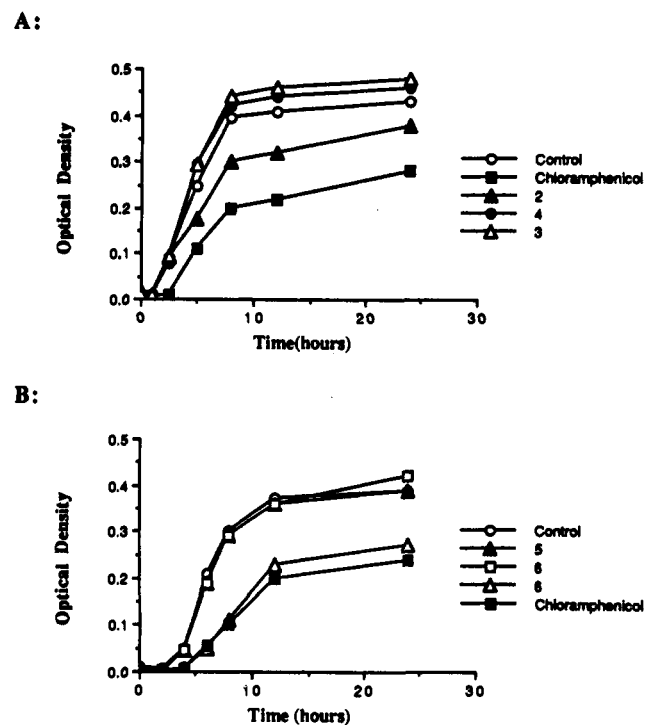 A:
0.5
0.4
0.3
0.2
0.1
0.0
Optical Density
0
10
20
30
Time(hours)
Control
Chloramphenicol
2
4
3
B:
0.5
0.4
0.3
0.2
0.1
0.0
Optical Density
0
10
20
30
Time (hours)
Control
5
6
6
Chloramphenicol